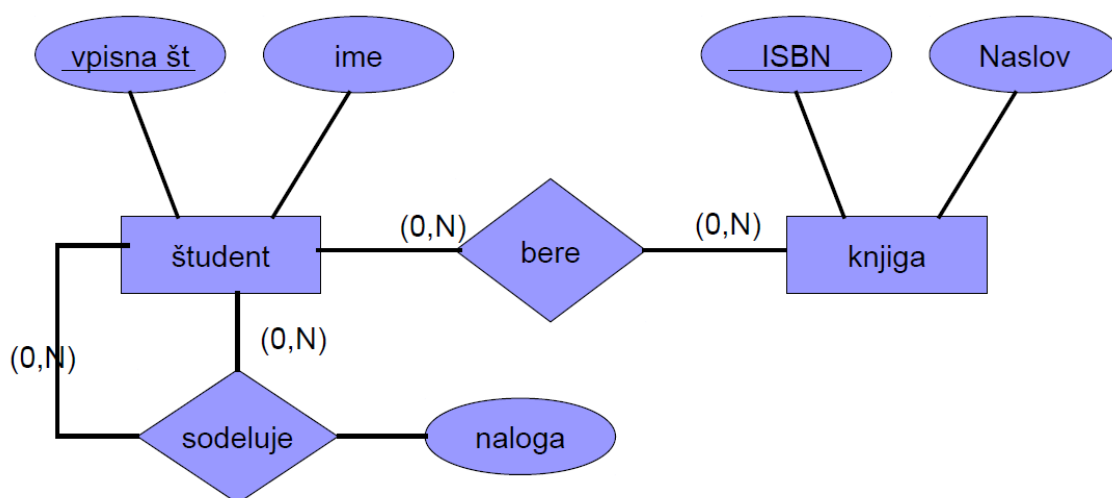 vpisna št
ime
ISBN
Naslov
(0,N)
(0,N)
študent
bere
knjiga
(0,N)
(0,N)
sodeluje
naloga